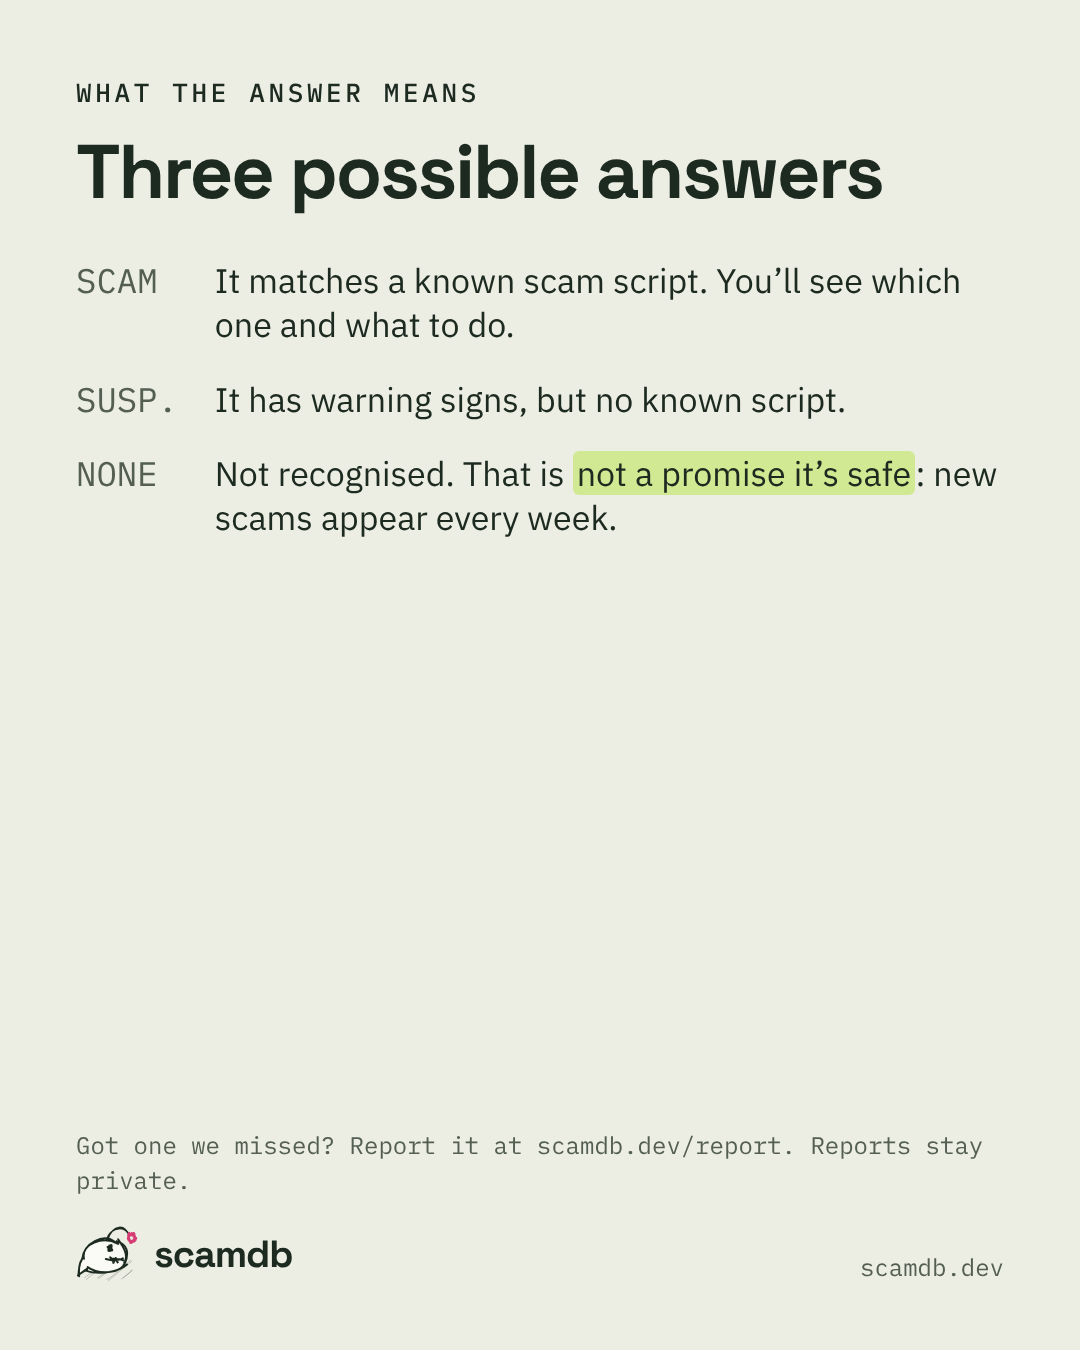 WHAT THE ANSWER MEANS
Three possible answers
SCAM It matches a known scam script. You’ll see which
one and what to do.
SUSP. It has warning signs, but no known script.
NONE Not recognised. That is not a promise it’s safe: new
scams appear every week.
Got one we missed? Report it at scamdb.dev/report. Reports stay
private.
scamdb
scamdb.dev